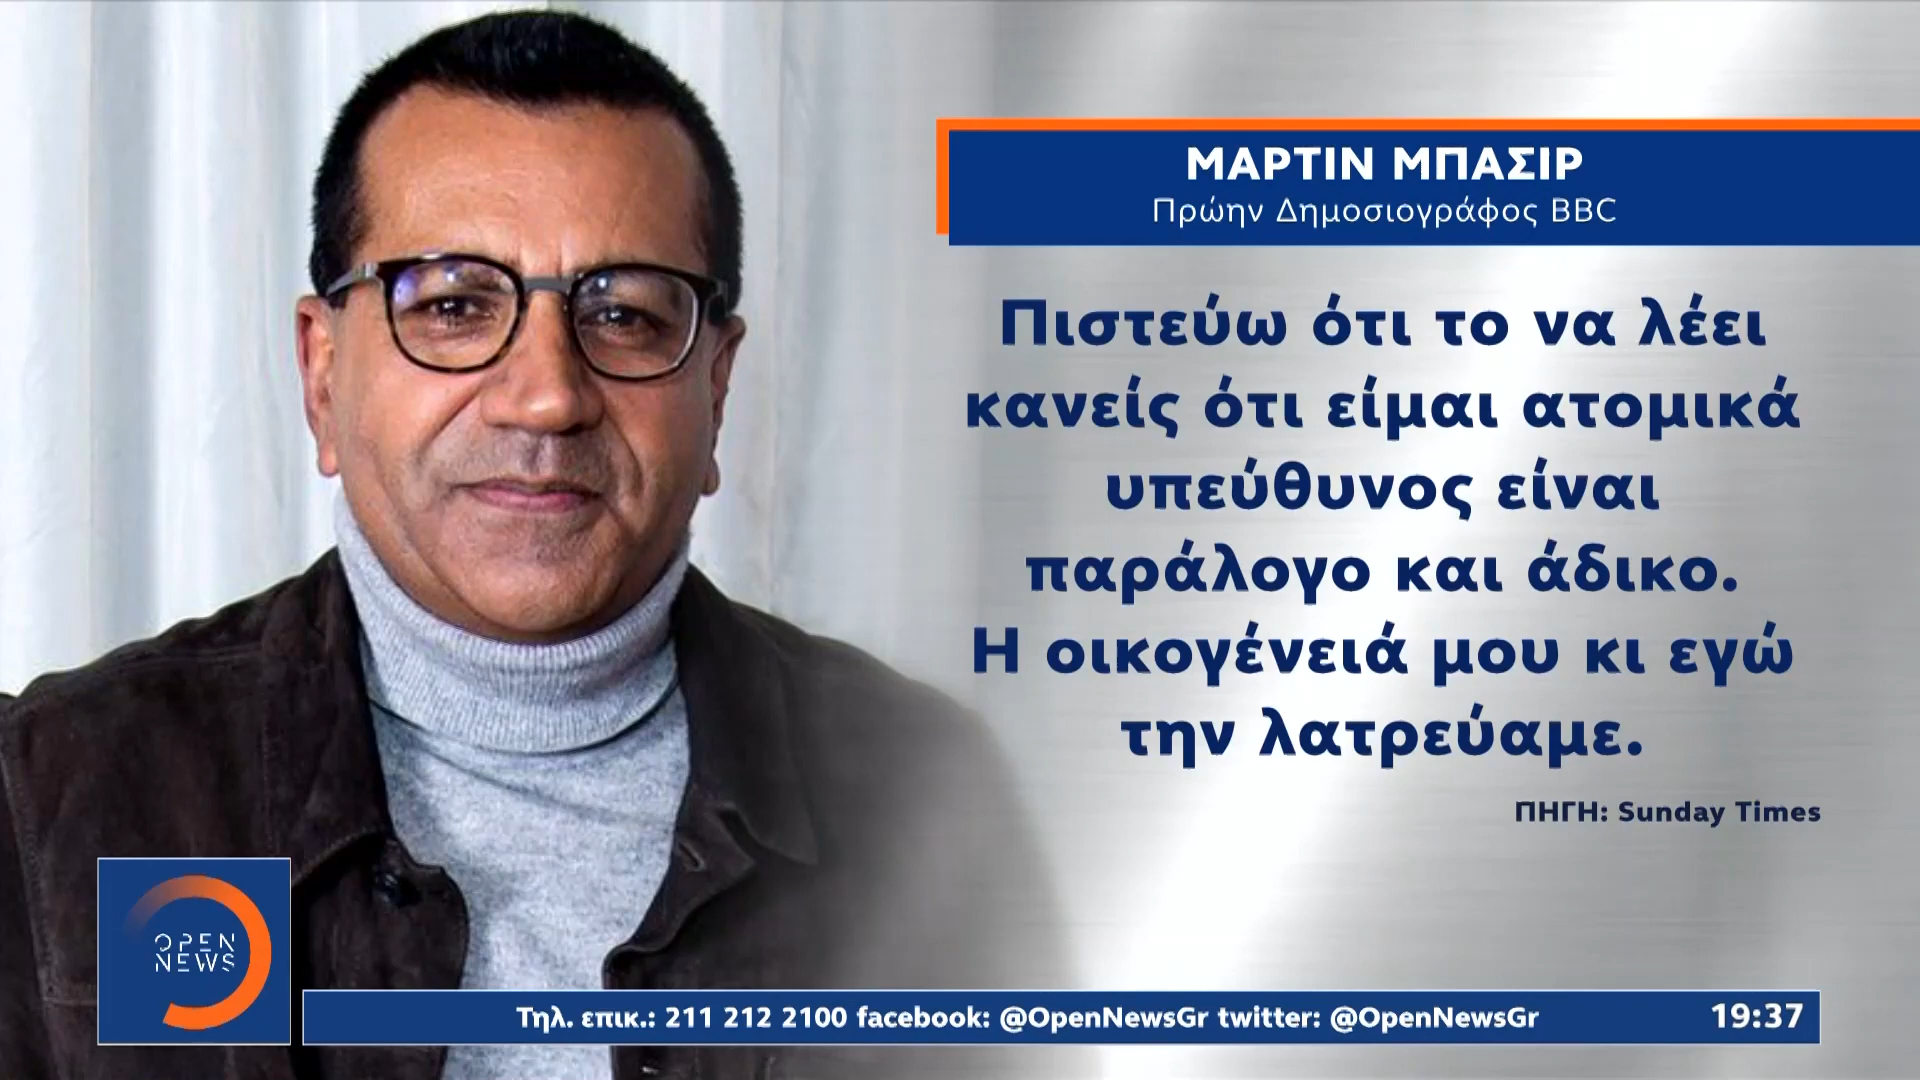 ΜΑΡΤΙΝ ΜΠΑΣΙΡ
Πρώην Δημοσιογράφος BBC
Πιστεύω ότι το να λέει
κανείς ότι είμαι ατομικά
υπεύθυνος είναι
παράλογο και άδικο.
Η οικογένειά μου κι εγώ
την λατρεύαμε.
ΠΗΓΗ: Sunday Times
OPEN
NEWS
Τηλ. επικ.: 211 212 2100 facebook: @OpenNewsGr twitter: @OpenNewsGr
19:37